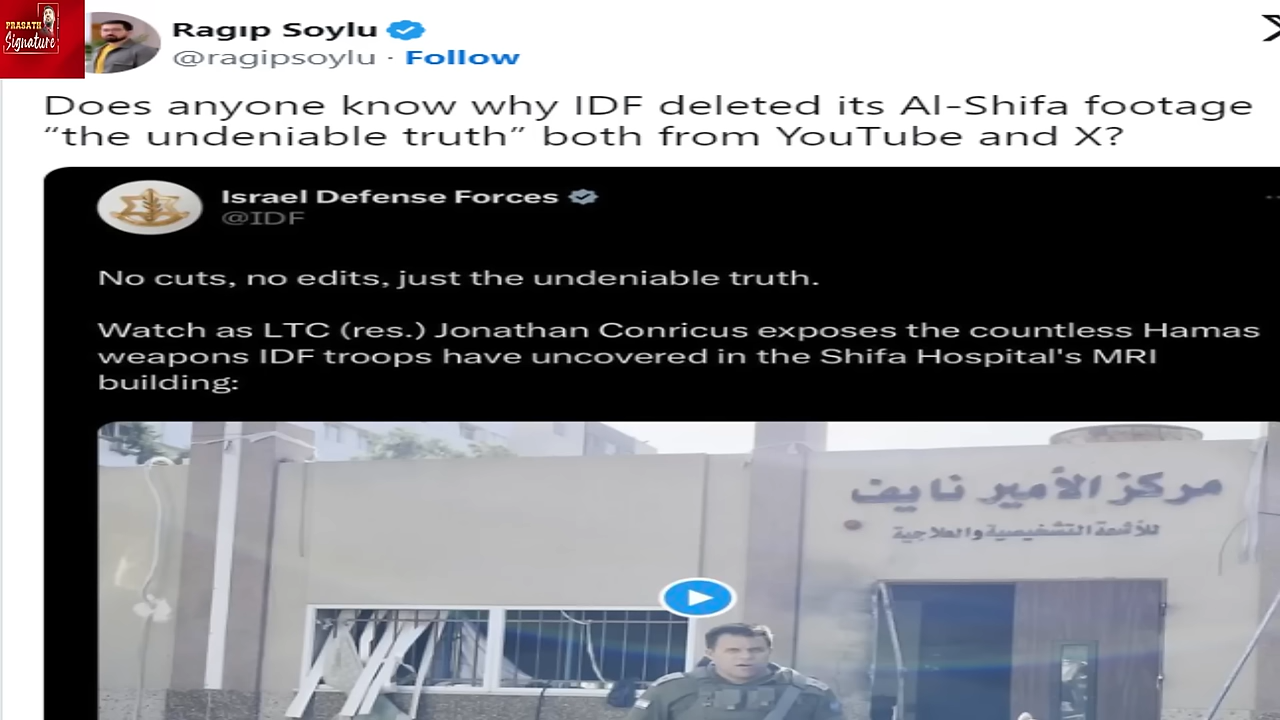 PRASATH
Signature
Ragıp Soylu
@ragipsoylu · Follow
Does anyone know why IDF deleted its Al-Shifa footage
“the undeniable truth” both from YouTube and X?
Israel Defense Forces
@IDF
No cuts, no edits, just the undeniable truth.
Watch as LTC (res.) Jonathan Conricus exposes the countless Hamas
weapons IDF troops have uncovered in the Shifa Hospital's MRI
building:
مركز الأمير نايف
للأشعة التشخيصية والعلاجية